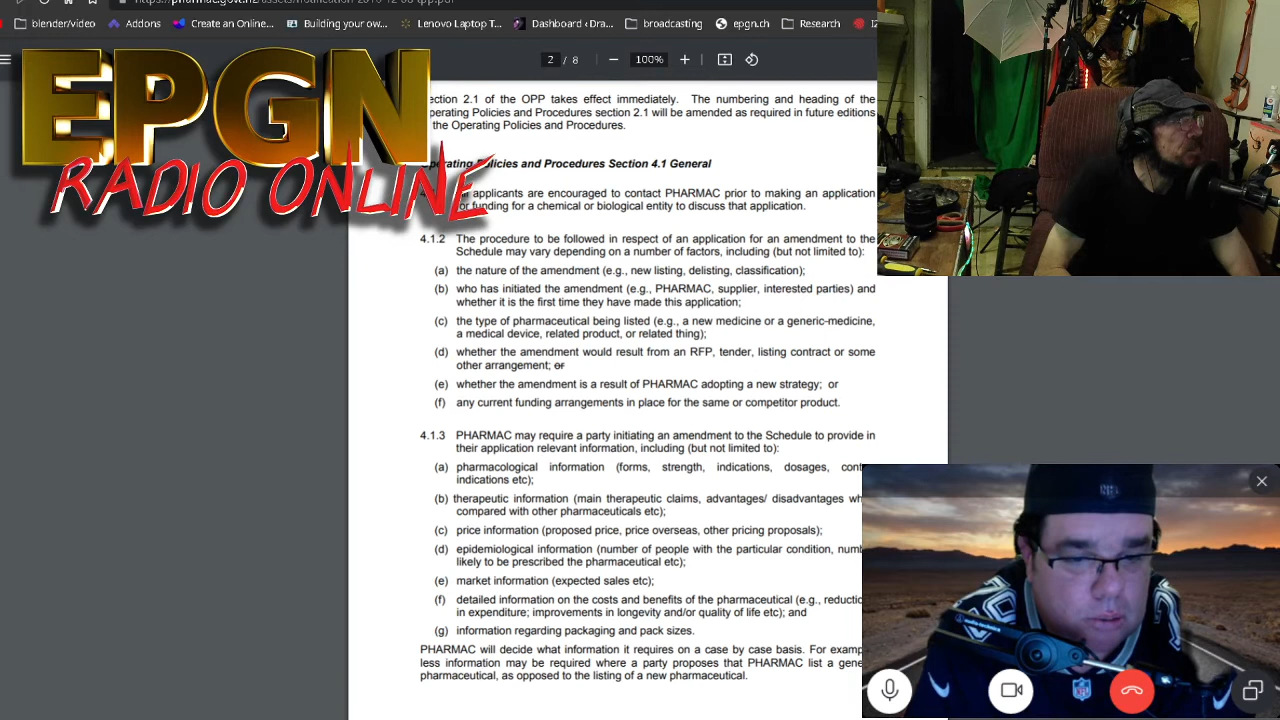 https://pharmac.govt.nz/assets/notification-2010-12-08-opp.pdf
blender/video
Addons
Create an Online...
Building your ow...
Lenovo Laptop T...
Dashboard ‹ Dra...
broadcasting
epgn.ch
Research
2 / 8
100%
EPGN
RADIO ONLINE
section 2.1 of the OPP takes effect immediately. The numbering and heading of the
Operating Policies and Procedures section 2.1 will be amended as required in future editions
the Operating Policies and Procedures.
Operating Policies and Procedures Section 4.1 General
applicants are encouraged to contact PHARMAC prior to making an application
for funding for a chemical or biological entity to discuss that application.
4.1.2 The procedure to be followed in respect of an application for an amendment to the
Schedule may vary depending on a number of factors, including (but not limited to):
(a) the nature of the amendment (e.g., new listing, delisting, classification);
(b) who has initiated the amendment (e.g., PHARMAC, supplier, interested parties) and
whether it is the first time they have made this application;
(c) the type of pharmaceutical being listed (e.g., a new medicine or a generic-medicine,
a medical device, related product, or related thing);
(d) whether the amendment would result from an RFP, tender, listing contract or some
other arrangement; or
(e) whether the amendment is a result of PHARMAC adopting a new strategy; or
(f) any current funding arrangements in place for the same or competitor product.
4.1.3 PHARMAC may require a party initiating an amendment to the Schedule to provide in
their application relevant information, including (but not limited to):
(a) pharmacological information (forms, strength, indications, dosages, cont
indications etc);
(b) therapeutic information (main therapeutic claims, advantages/ disadvantages wh
compared with other pharmaceuticals etc);
(c) price information (proposed price, price overseas, other pricing proposals);
(d) epidemiological information (number of people with the particular condition, numb
likely to be prescribed the pharmaceutical etc);
(e) market information (expected sales etc);
(f) detailed information on the costs and benefits of the pharmaceutical (e.g., reductio
in expenditure; improvements in longevity and/or quality of life etc); and
(g) information regarding packaging and pack sizes.
PHARMAC will decide what information it requires on a case by case basis. For examp
less information may be required where a party proposes that PHARMAC list a gene
pharmaceutical, as opposed to the listing of a new pharmaceutical.
NFL